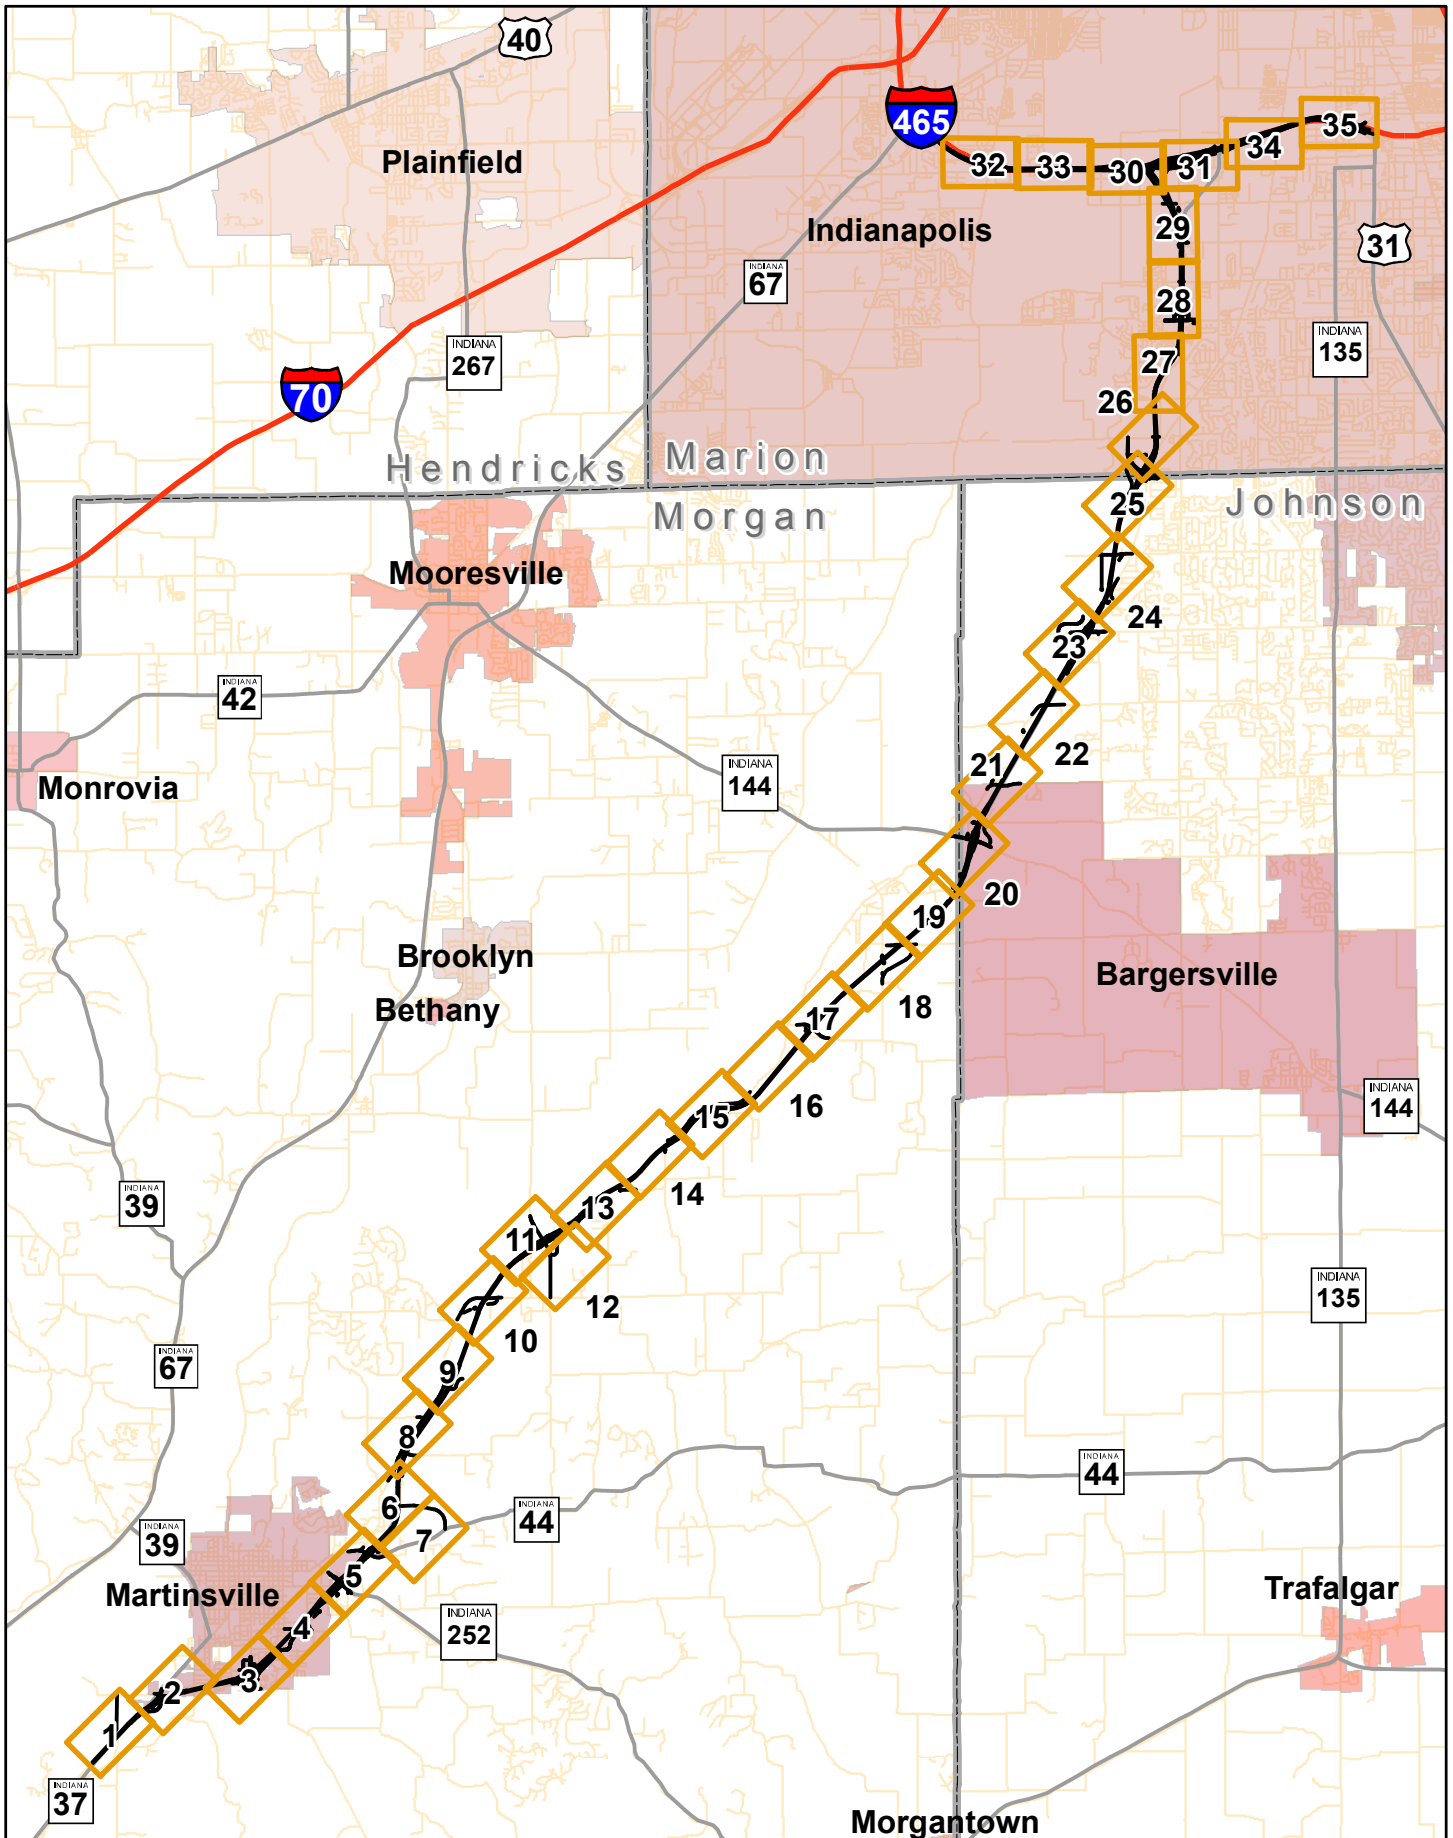 40
465
35
34
Plainfield
32
33
30
31
Indianapolis
29
31
INDIANA
67
28
INDIANA
135
INDIANA
267
27
70
26
Marion
Hendricks
25
Johnson
Morgan
Mooresville
24
23
INDIANA
42
22
21
INDIANA
144
Monrovia
20
19
Brooklyn
Bargersville
18
Bethany
17
16
INDIANA
144
15
14
INDIANA
39
13
11
12
INDIANA
135
10
INDIANA
67
9
8
INDIANA
44
6
INDIANA
44
7
INDIANA
39
5
Martinsville
Trafalgar
4
INDIANA
252
3
2
1
INDIANA
37
Morgantown